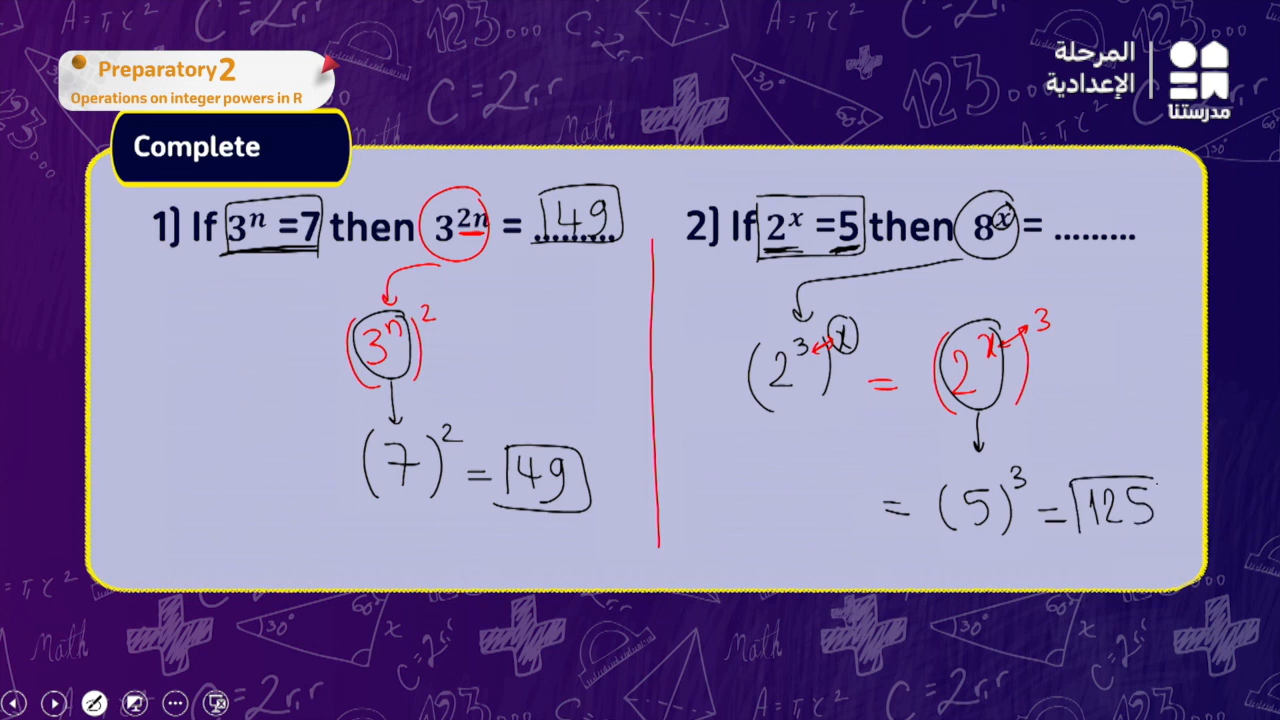 Preparatory 2
Operations on integer powers in R
المرحلة
الإعدادية
مدرستنا
Complete
1) If 3ⁿ =7 then 3²ⁿ = 49
(3ⁿ)²
(7)² = 49
2) If 2ˣ =5 then 8ˣ = .........
(2³)ˣ = (2ˣ)³
= (5)³ = 125